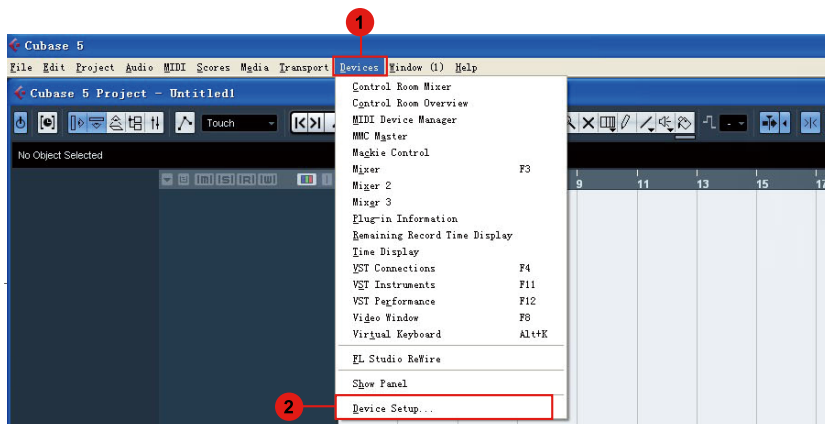 1
Cubase 5
File Edit Project Audio MIDI Scores Media Transport Devices Window (1) Help
Cubase 5 Project - Untitled1
Touch
No Object Selected
m s R w
9 11 13 15 17
Control Room Mixer
Control Room Overview
MIDI Device Manager
MMC Master
Mackie Control
Mixer F3
Mixer 2
Mixer 3
Plug-in Information
Remaining Record Time Display
Time Display
VST Connections F4
VST Instruments F11
VST Performance F12
Video Window F8
Virtual Keyboard Alt+K
FL Studio ReWire
Show Panel
2 Device Setup...